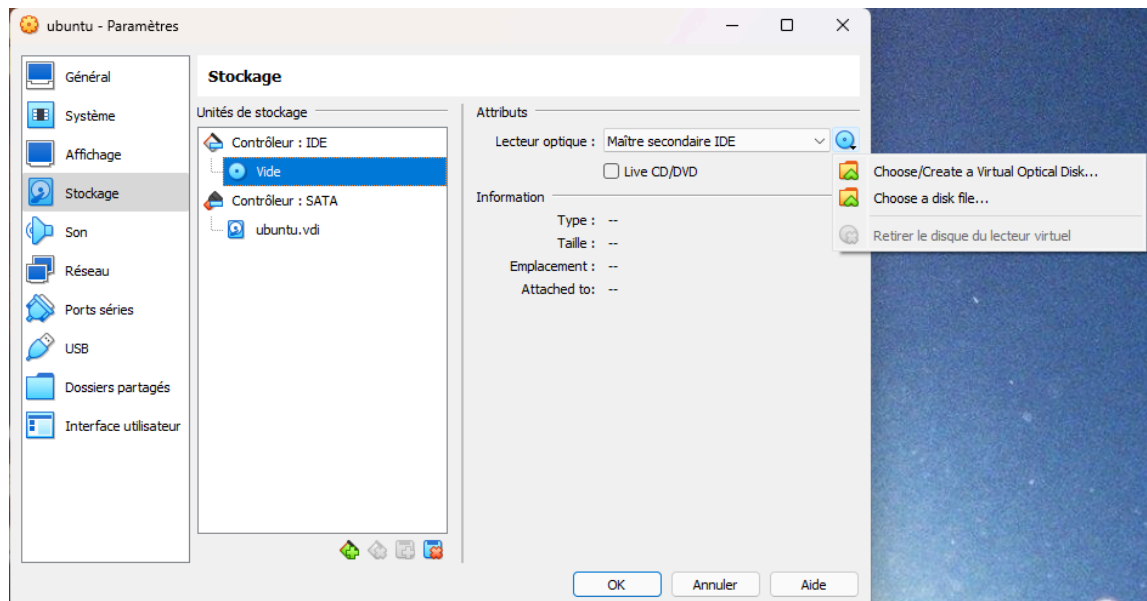 ubuntu - Paramètres
Général
Système
Affichage
Stockage
Son
Réseau
Ports séries
USB
Dossiers partagés
Interface utilisateur
Stockage
Unités de stockage
Contrôleur : IDE
Vide
Contrôleur : SATA
ubuntu.vdi
Attributs
Lecteur optique : Maître secondaire IDE
Live CD/DVD
Information
Type : --
Taille : --
Emplacement : --
Attached to: --
Choose/Create a Virtual Optical Disk...
Choose a disk file...
Retirer le disque du lecteur virtuel
OK Annuler Aide